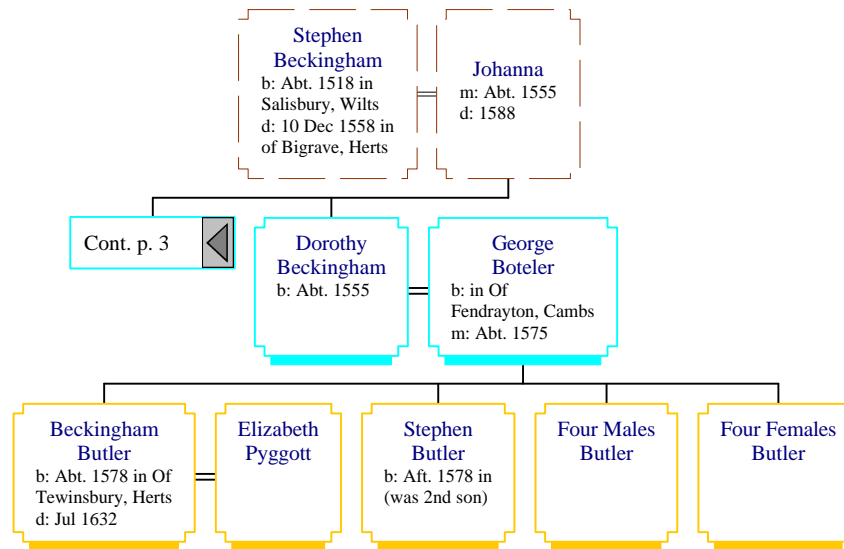 Stephen
Beckingham
b: Abt. 1518 in
Salisbury, Wilts
d: 10 Dec 1558 in
of Bigrave, Herts
Johanna
m: Abt. 1555
d: 1588
Cont. p. 3
Dorothy
Beckingham
b: Abt. 1555
George
Boteler
b: in Of
Fendrayton, Cambs
m: Abt. 1575
Beckingham
Butler
b: Abt. 1578 in Of
Tewinsbury, Herts
d: Jul 1632
Elizabeth
Pyggott
Stephen
Butler
b: Aft. 1578 in
(was 2nd son)
Four Males
Butler
Four Females
Butler